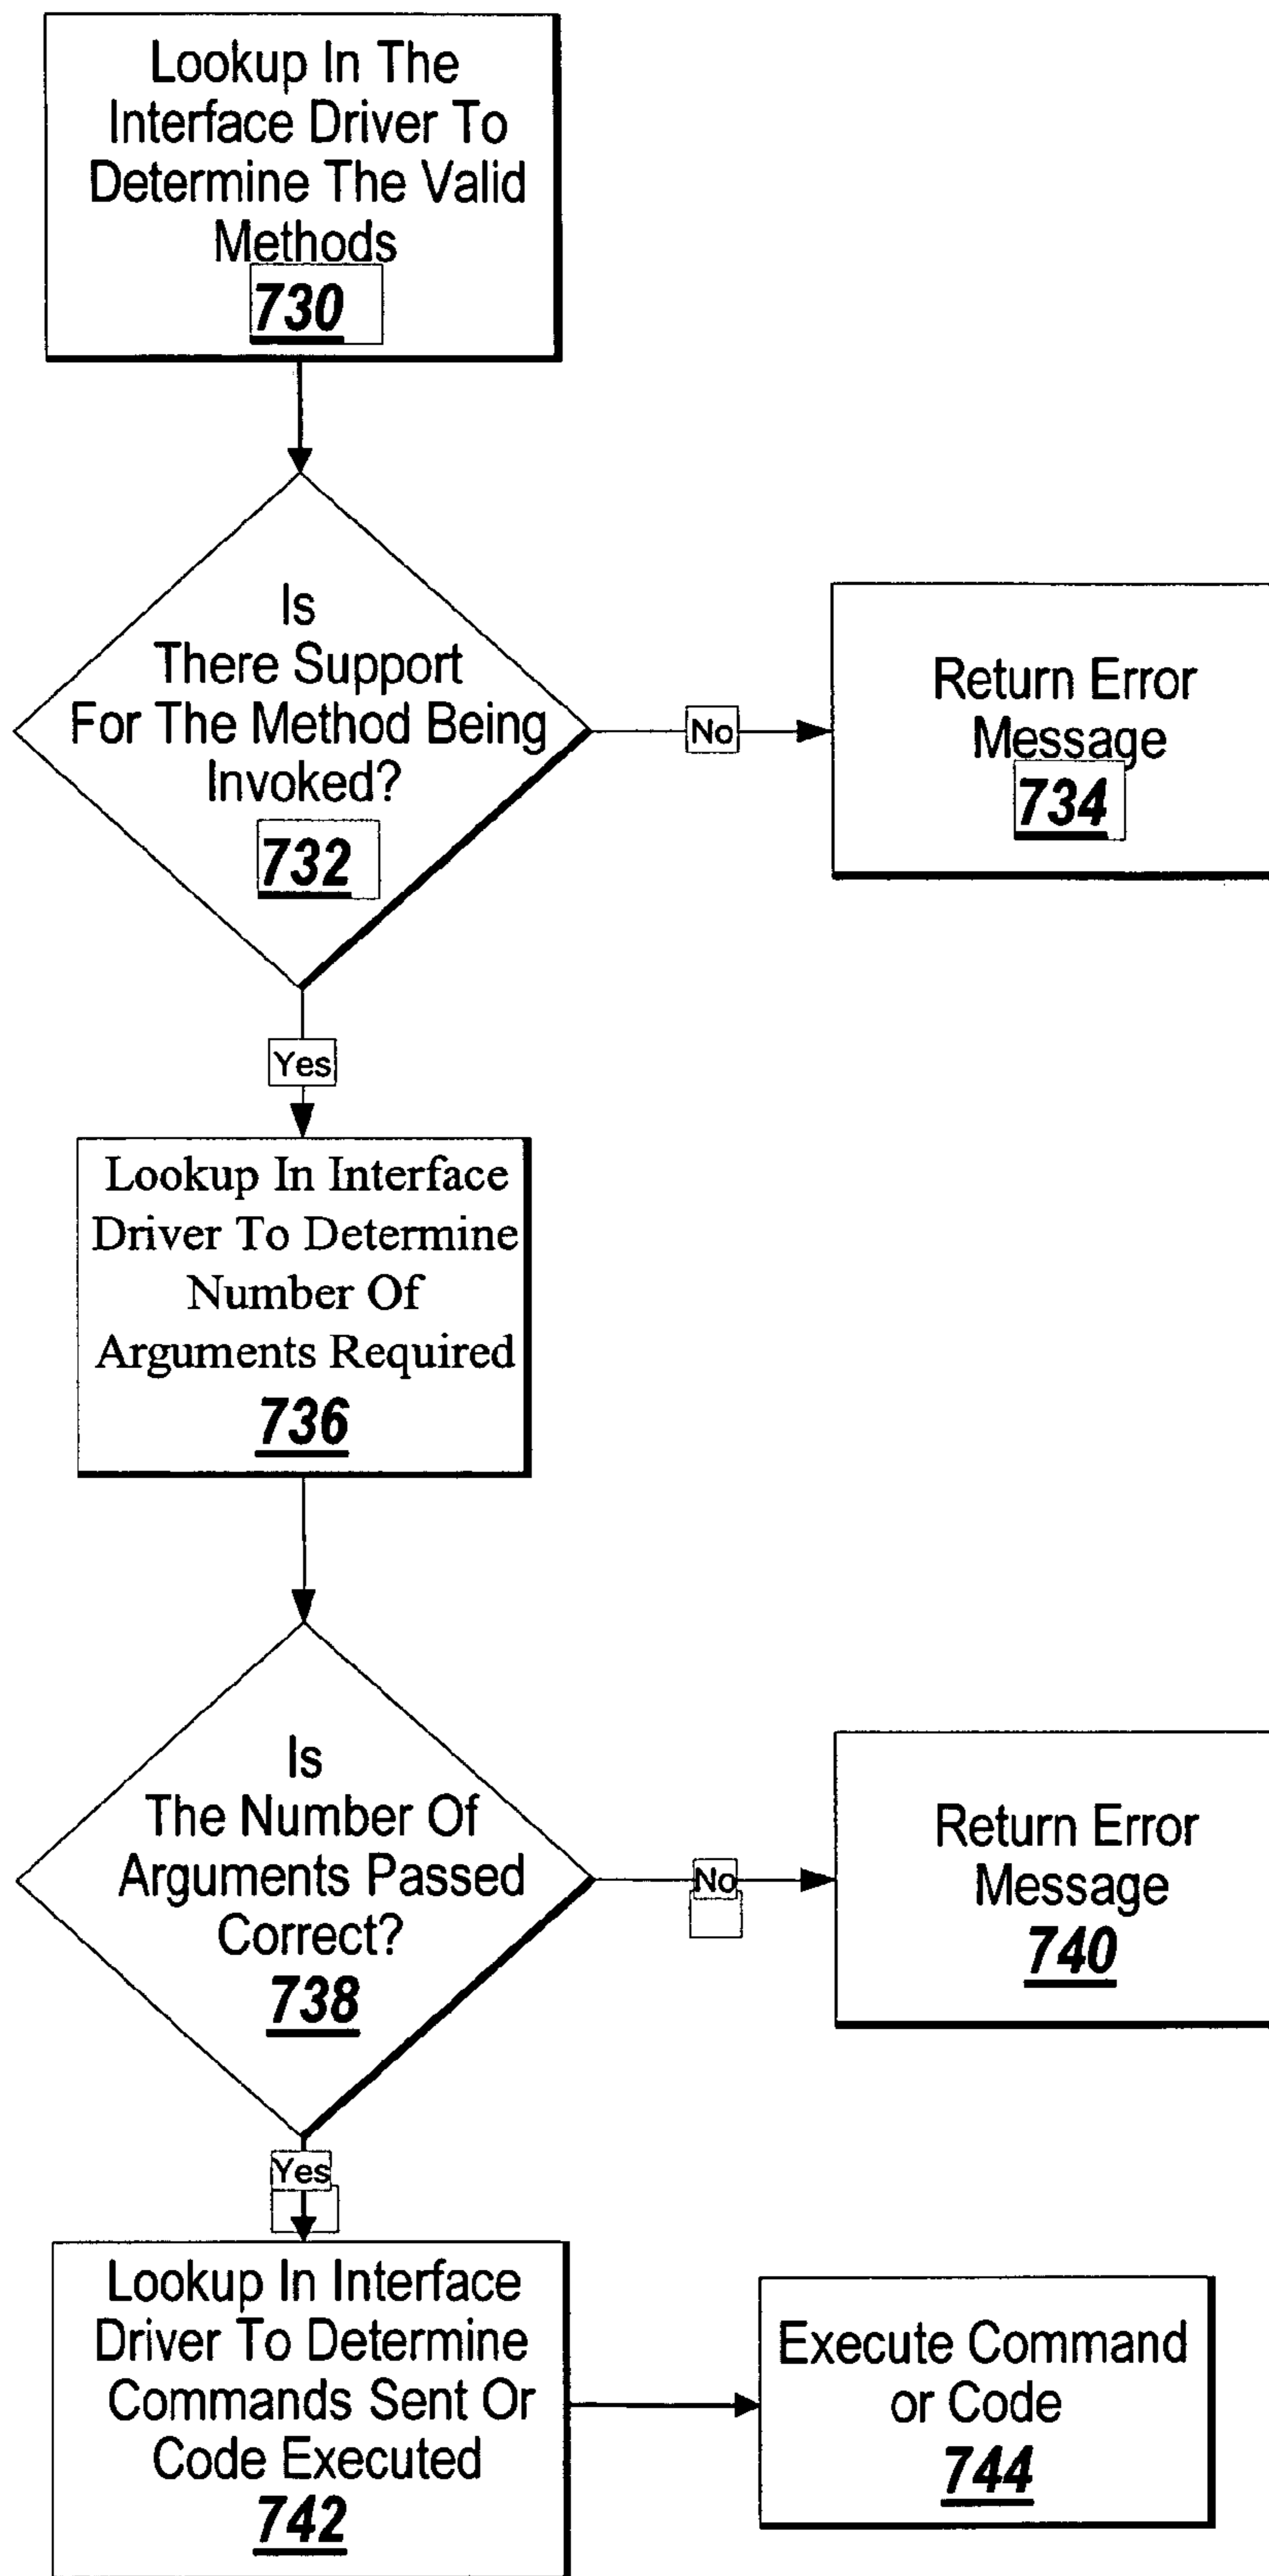 Lookup In The
Interface Driver To
Determine The Valid
Methods
730
Is
There Support
For The Method Being
Invoked?
732
No
Return Error
Message
734
Yes
Lookup In Interface
Driver To Determine
Number Of
Arguments Required
736
Is
The Number Of
Arguments Passed
Correct?
738
No
Return Error
Message
740
Yes
Lookup In Interface
Driver To Determine
Commands Sent Or
Code Executed
742
Execute Command
or Code
744